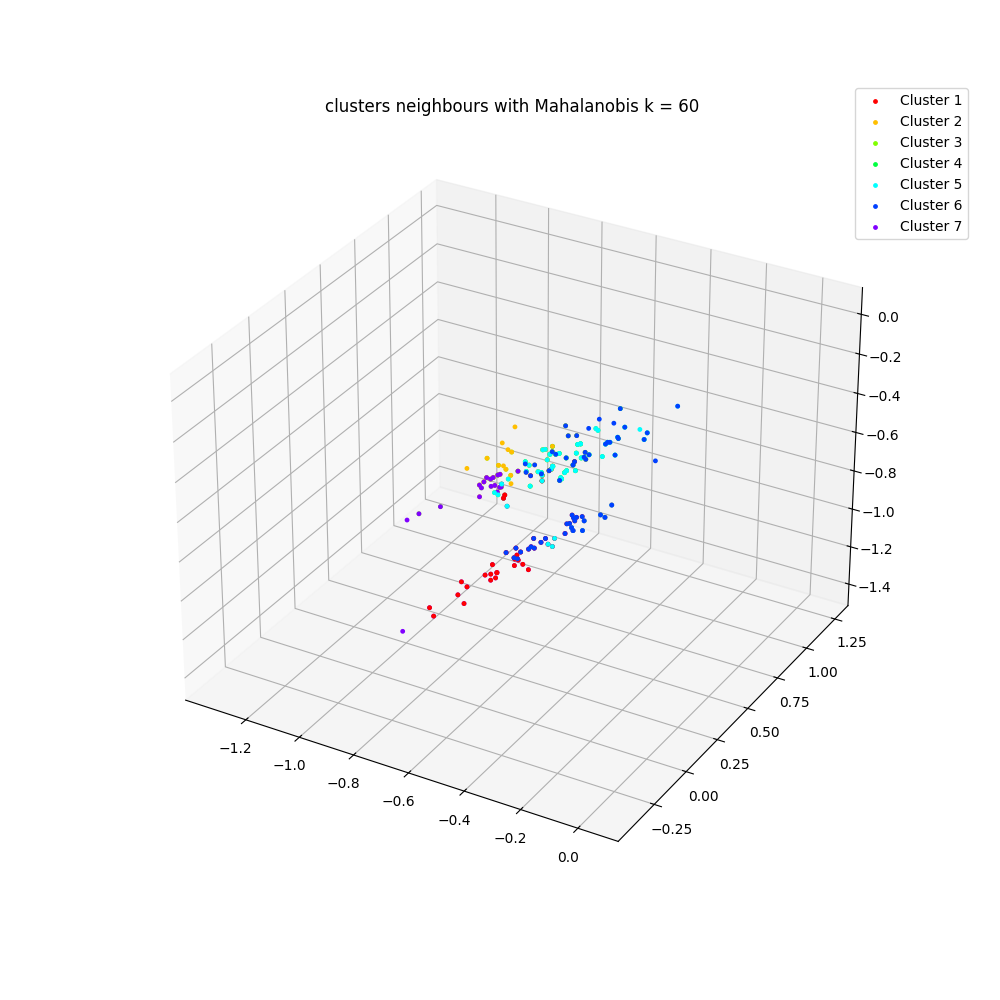 clusters neighbours with Mahalanobis k = 60
Cluster 1
Cluster 2
Cluster 3
Cluster 4
Cluster 5
Cluster 6
Cluster 7
0.0
−0.2
−0.4
−0.6
−0.8
−1.0
−1.2
−1.4
1.25
1.00
0.75
0.50
0.25
0.00
−0.25
−1.2
−1.0
−0.8
−0.6
−0.4
−0.2
0.0